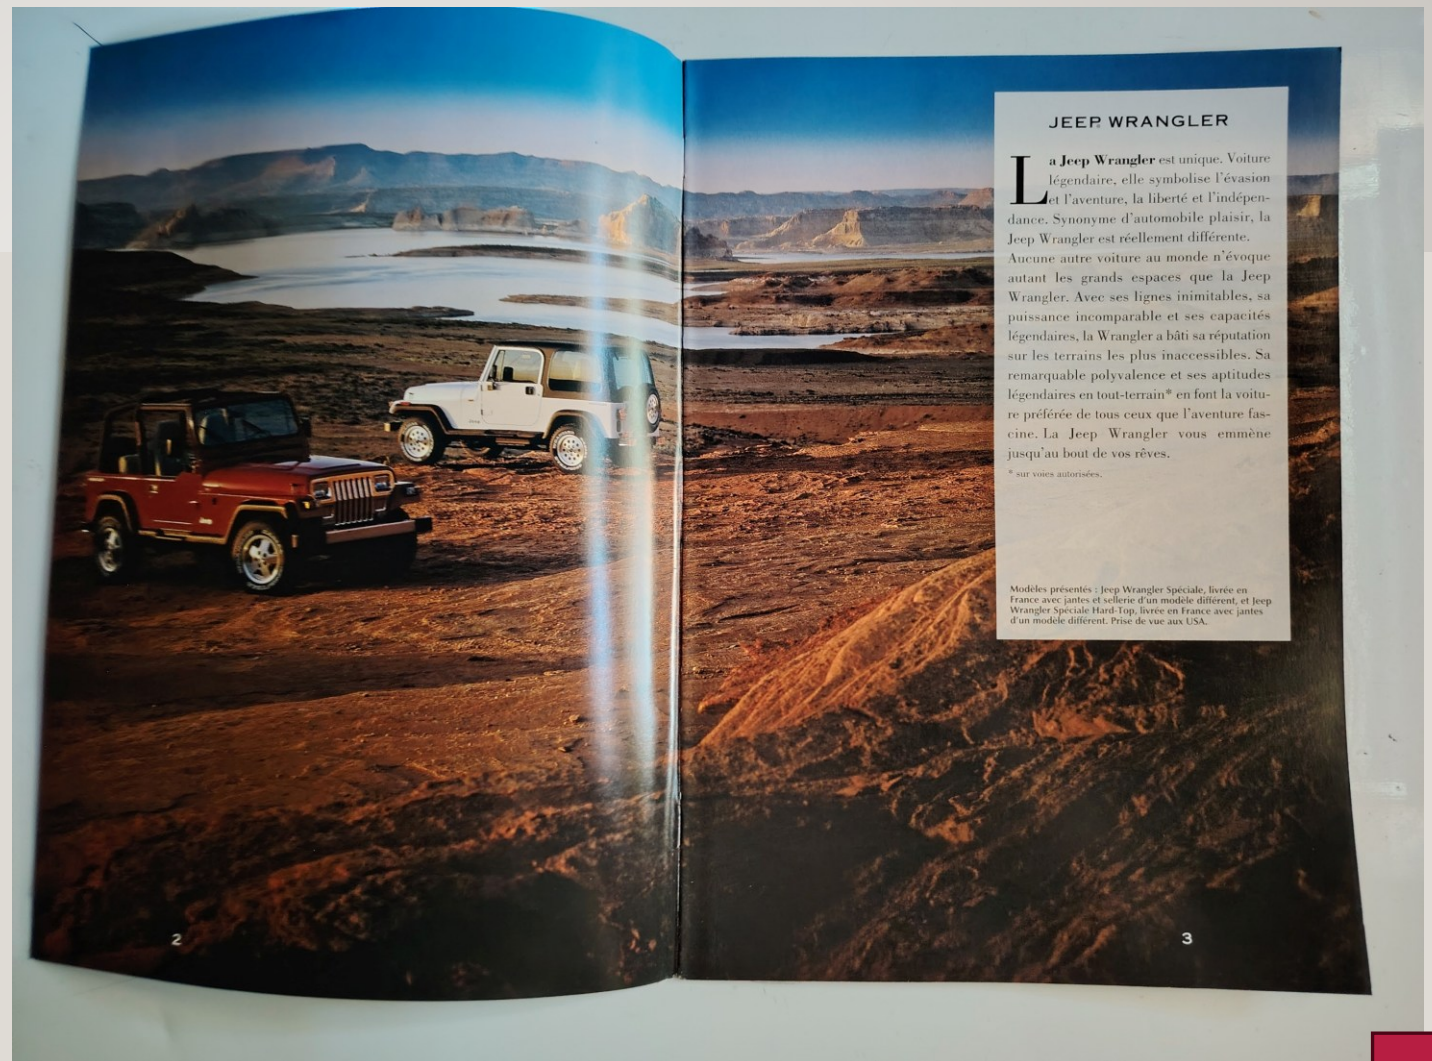 JEEP® WRANGLER
La Jeep Wrangler est unique. Voiture
légendaire, elle symbolise l'évasion
et l'aventure, la liberté et l'indépen-
dance. Synonyme d'automobile plaisir, la
Jeep Wrangler est réellement différente.
Aucune autre voiture au monde n'évoque
autant les grands espaces que la Jeep
Wrangler. Avec ses lignes inimitables, sa
puissance incomparable et ses capacités
légendaires, la Wrangler a bâti sa réputation
sur les terrains les plus inaccessibles. Sa
remarquable polyvalence et ses aptitudes
légendaires en tout-terrain* en font la voitu-
re préférée de tous ceux que l'aventure fas-
cine. La Jeep Wrangler vous emmène
jusqu'au bout de vos rêves.
* sur voies autorisées.
Modèles présentés : Jeep Wrangler Spéciale, livrée en
France avec jantes et sellerie d'un modèle différent, et Jeep
Wrangler Spéciale Hard-Top, livrée en France avec jantes
d'un modèle différent. Prise de vue aux USA.
2
3